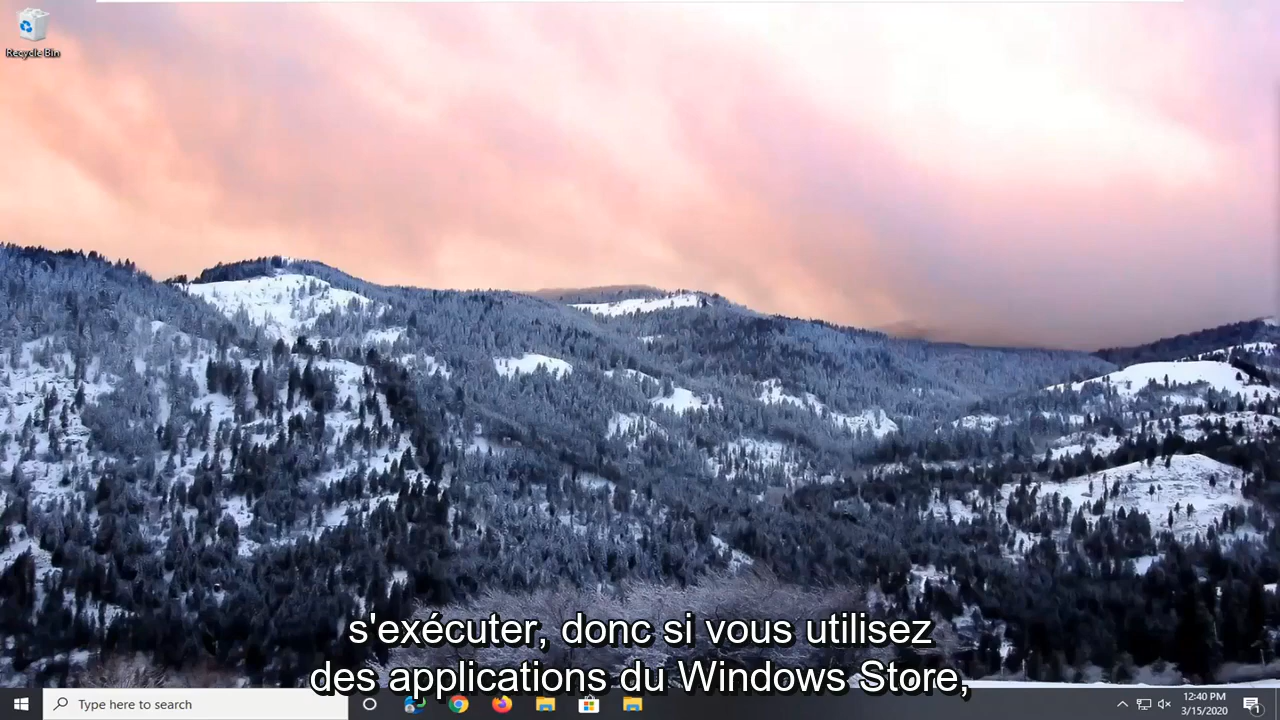 Recycle Bin
s'exécuter, donc si vous utilisez
des applications du Windows Store,
Type here to search
12:40 PM
3/15/2020
1